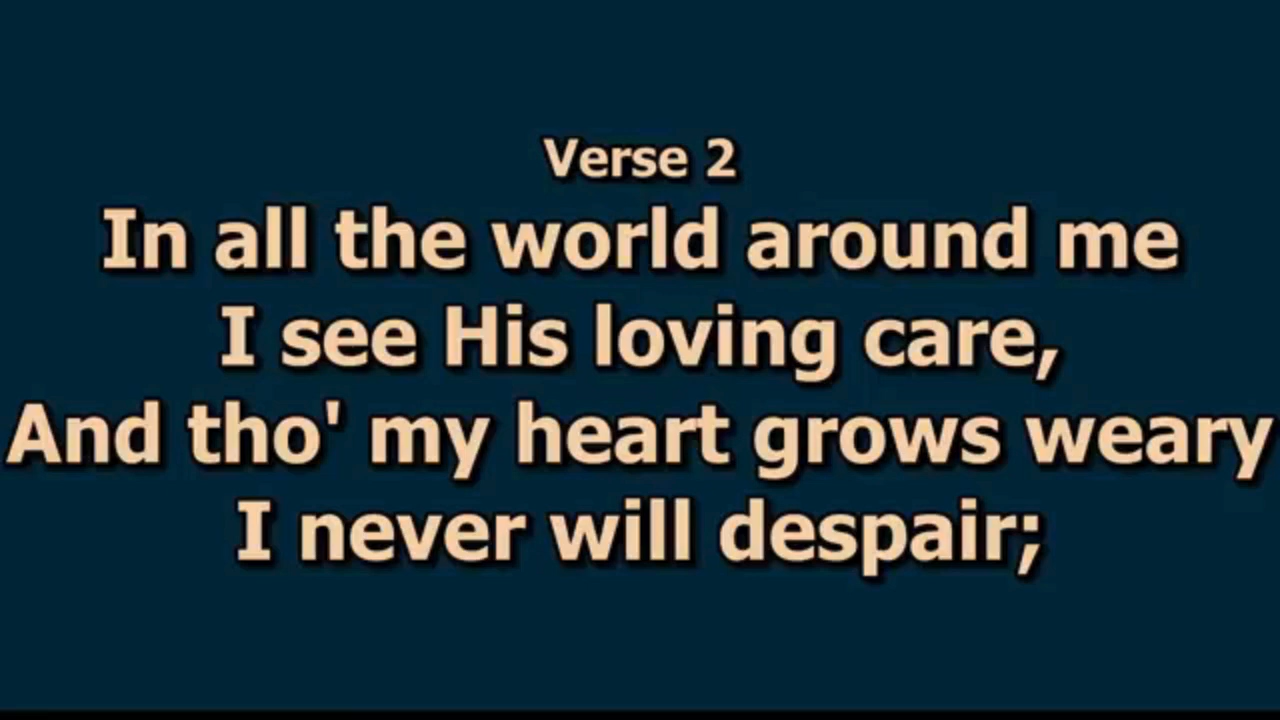 Verse 2
In all the world around me
I see His loving care,
And tho' my heart grows weary
I never will despair;